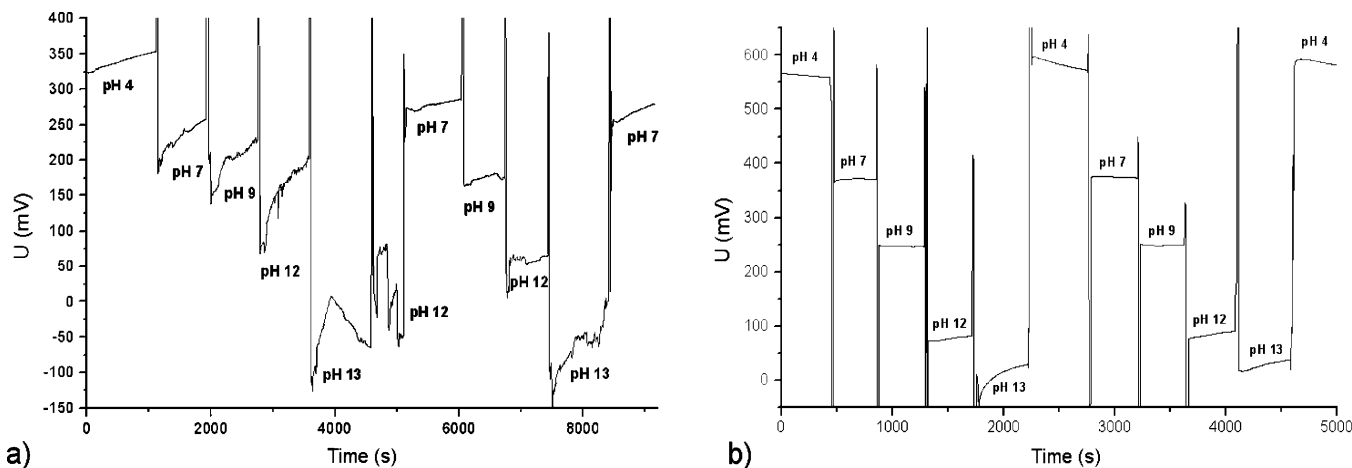 400
350
300
250
200
150
100
50
0
-50
-100
-150
U (mV)
pH 4
pH 7
pH 9
pH 12
pH 13
pH 12
pH 7
pH 9
pH 12
pH 13
pH 7
0 2000 4000 6000 8000
Time (s)
a)
600
500
400
300
200
100
0
U (mV)
pH 4
pH 7
pH 9
pH 12
pH 13
pH 4
pH 7
pH 9
pH 12
pH 13
pH 4
0 1000 2000 3000 4000 5000
Time (s)
b)